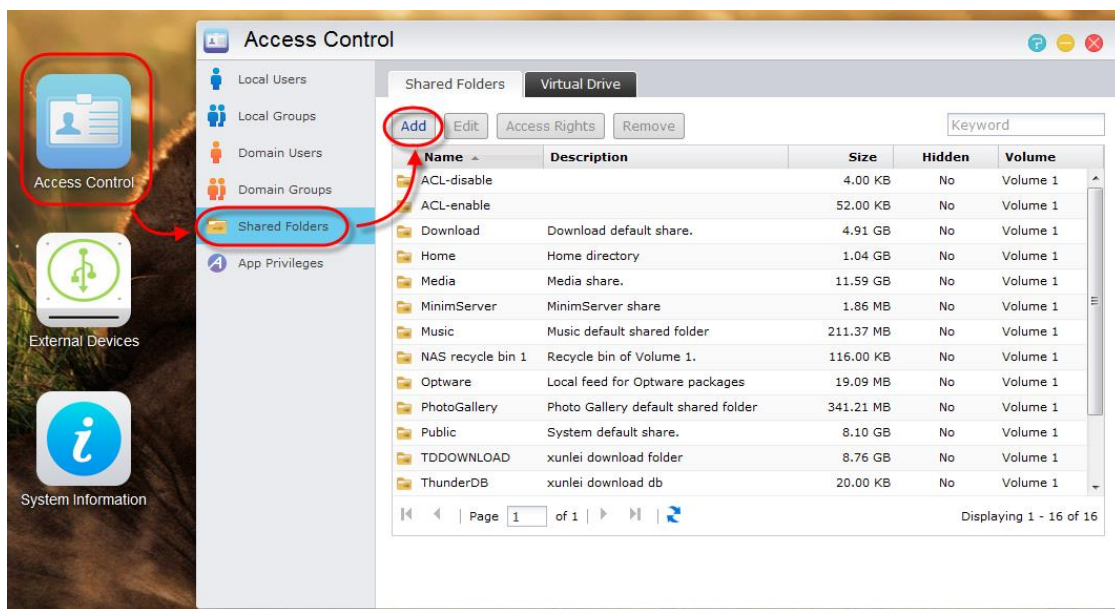 Access Control
Access Control
External Devices
System Information
Local Users
Local Groups
Domain Users
Domain Groups
Shared Folders
App Privileges
Shared Folders Virtual Drive
Add Edit Access Rights Remove Keyword
Name Description Size Hidden Volume
ACL-disable 4.00 KB No Volume 1
ACL-enable 52.00 KB No Volume 1
Download Download default share. 4.91 GB No Volume 1
Home Home directory 1.04 GB No Volume 1
Media Media share. 11.59 GB No Volume 1
MinimServer MinimServer share 1.86 MB No Volume 1
Music Music default shared folder 211.37 MB No Volume 1
NAS recycle bin 1 Recycle bin of Volume 1. 116.00 KB No Volume 1
Optware Local feed for Optware packages 19.09 MB No Volume 1
PhotoGallery Photo Gallery default shared folder 341.21 MB No Volume 1
Public System default share. 8.10 GB No Volume 1
TDDOWNLOAD xunlei download folder 8.76 GB No Volume 1
ThunderDB xunlei download db 20.00 KB No Volume 1
Page 1 of 1 Displaying 1 - 16 of 16